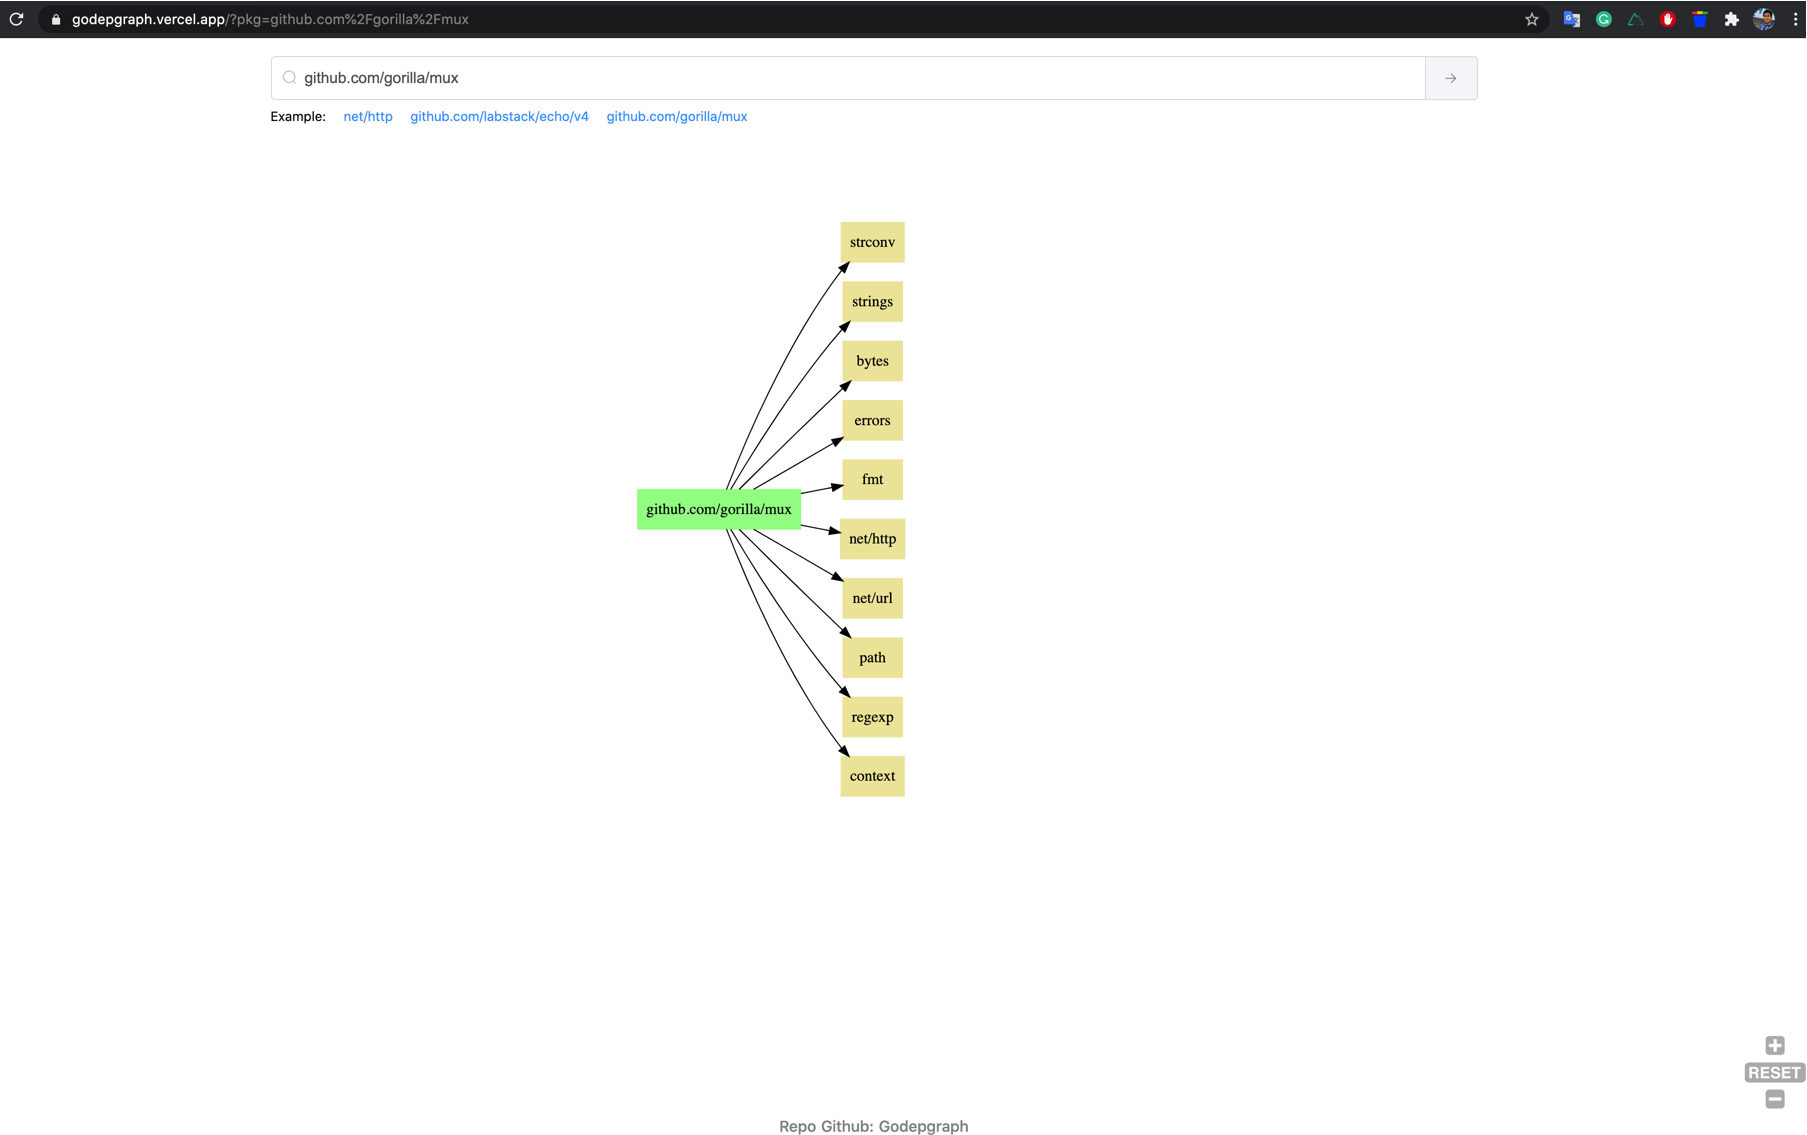 godepgraph.vercel.app/?pkg=github.com%2Fgorilla%2Fmux
github.com/gorilla/mux
Example: net/http github.com/labstack/echo/v4 github.com/gorilla/mux
strconv
strings
bytes
errors
fmt
github.com/gorilla/mux
net/http
net/url
path
regexp
context
RESET
Repo Github: Godepgraph